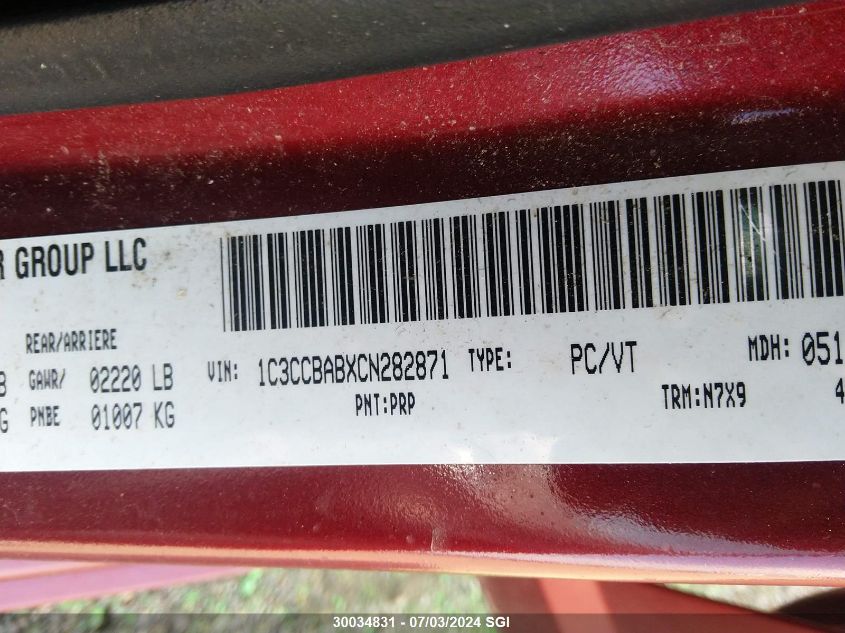 R GROUP LLC
REAR/ARRIERE
B GAWR/ 02220 LB
G PNBE 01007 KG
VIN: 1C3CCBABXCN282871 TYPE: PC/VT MDH: 051
PNT:PRP TRM:N7X9 4
30034831 - 07/03/2024 SGI